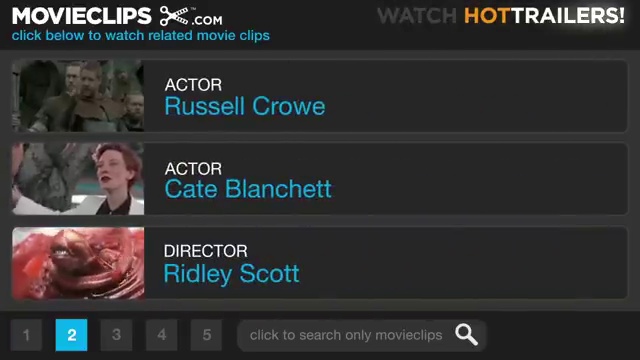 MOVIECLIPS .COM
WATCH HOTTRAILERS!
click below to watch related movie clips
ACTOR
Russell Crowe
ACTOR
Cate Blanchett
DIRECTOR
Ridley Scott
1 2 3 4 5 click to search only movieclips